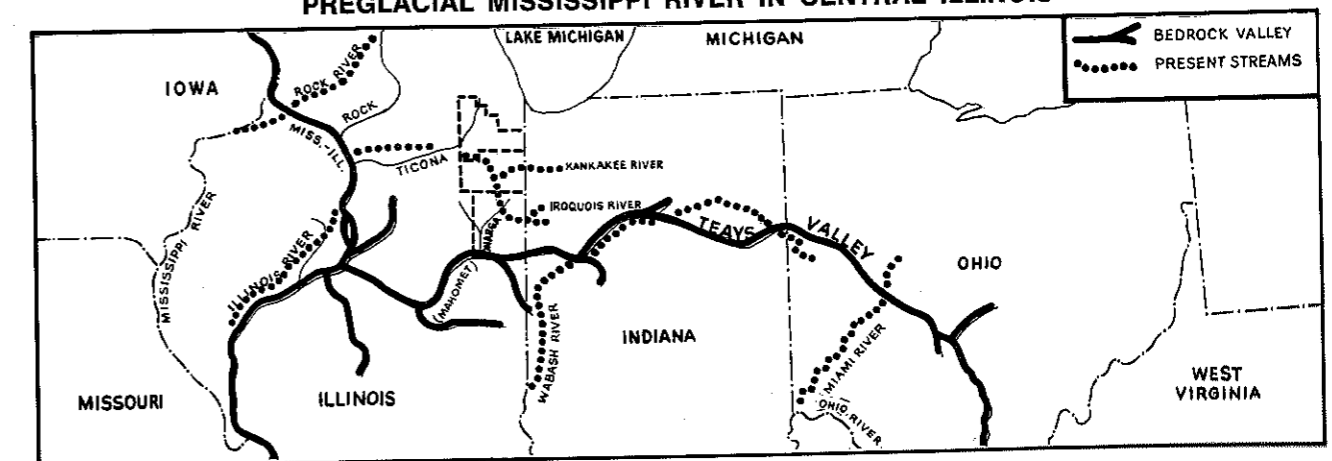 PREGLACIAL MISSISSIPPI RIVER IN CENTRAL ILLINOIS
LAKE MICHIGAN
MICHIGAN
BEDROCK VALLEY
PRESENT STREAMS
IOWA
ROCK RIVER
ROCK
MISS.-ILL.
TICONA
KANKAKEE RIVER
IROQUOIS RIVER
MISSISSIPPI RIVER
ILLINOIS RIVER
ONARGA
(MAHOMET)
TEAYS VALLEY
OHIO
WABASH RIVER
INDIANA
MIAMI RIVER
OHIO RIVER
MISSOURI
ILLINOIS
WEST
VIRGINIA